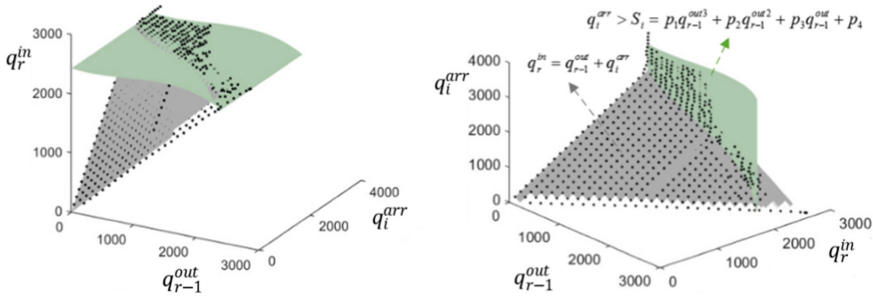 3000
q_r^{in}
2000
1000
0
1000
2000
3000
q_{r-1}^{out}
0
2000
4000
q_i^{arr}
q_i^{arr} > S_i = p_1 q_{r-1}^{out3} + p_2 q_{r-1}^{out2} + p_3 q_{r-1}^{out} + p_4
q_r^{in} = q_{r-1}^{out} + q_i^{arr}
4000
q_i^{arr}
3000
2000
1000
0
0
1000
2000
3000
q_{r-1}^{out}
0
1000
2000
3000
q_r^{in}